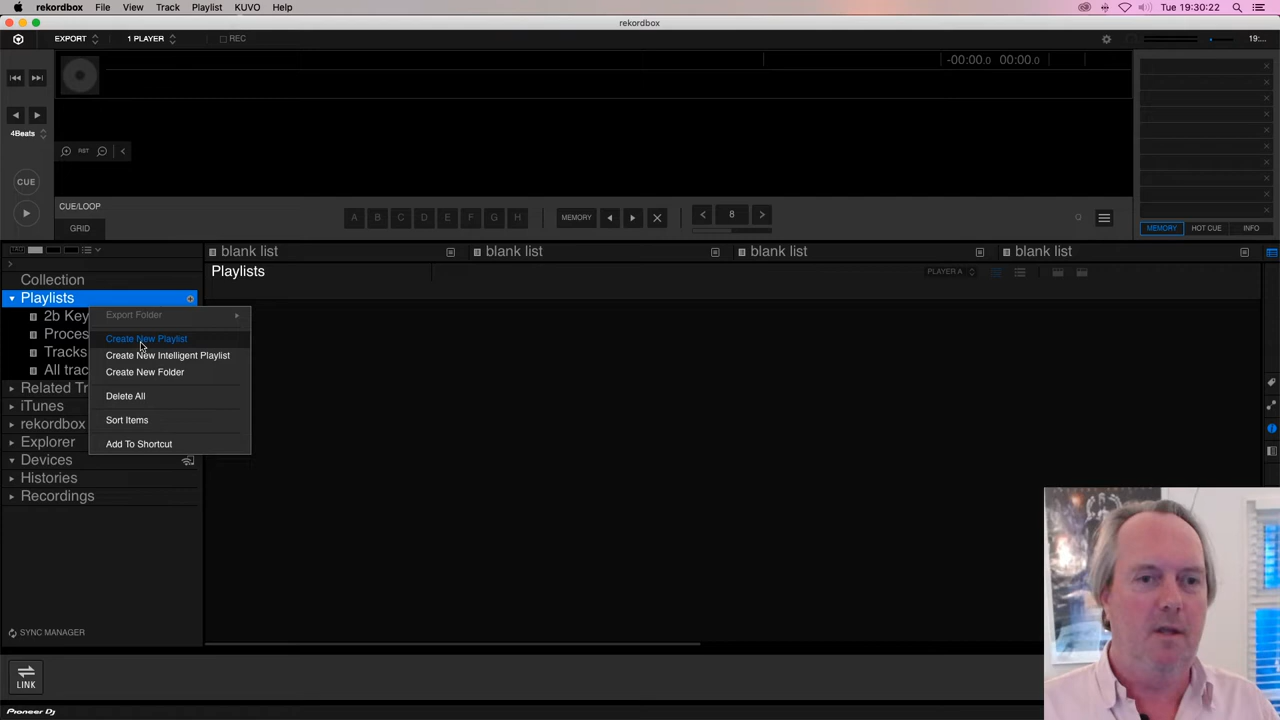 rekordbox File View Track Playlist KUVO Help Tue 19:30:22
rekordbox
EXPORT 1 PLAYER REC 19:...
-00:00.0 00:00.0
4Beats
RST
CUE
CUE/LOOP
GRID
A B C D E F G H MEMORY 8
MEMORY HOT CUE INFO
blank list blank list blank list blank list
Collection
Playlists
PLAYER A
Playlists
2b Key
Proces
Tracks
All trac
Related Tr
iTunes
rekordbox
Explorer
Devices
Histories
Recordings
Export Folder
Create New Playlist
Create New Intelligent Playlist
Create New Folder
Delete All
Sort Items
Add To Shortcut
SYNC MANAGER
LINK
Pioneer Dj